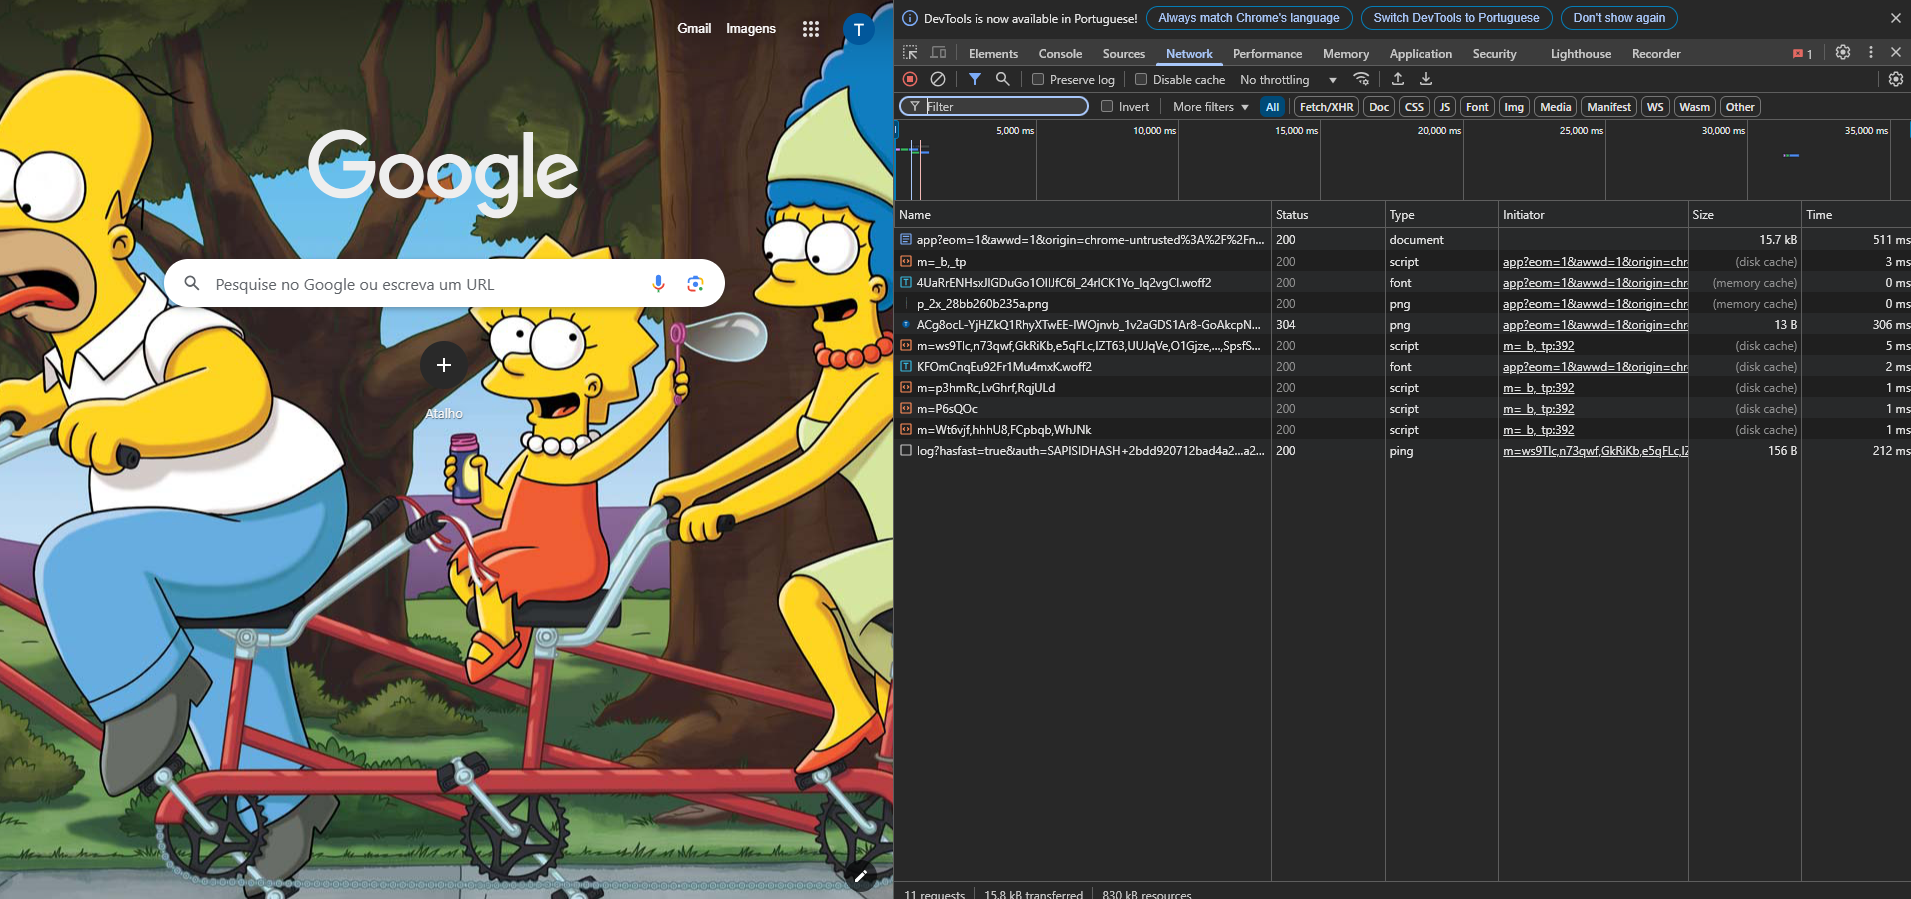 Gmail Imagens T
Google
Pesquise no Google ou escreva um URL
Atalho
DevTools is now available in Portuguese! Always match Chrome's language Switch DevTools to Portuguese Don't show again
Elements Console Sources Network Performance Memory Application Security Lighthouse Recorder 1
Preserve log Disable cache No throttling
Filter Invert More filters All Fetch/XHR Doc CSS JS Font Img Media Manifest WS Wasm Other
5,000 ms 10,000 ms 15,000 ms 20,000 ms 25,000 ms 30,000 ms 35,000 ms
Name Status Type Initiator Size Time
app?eom=1&awwd=1&origin=chrome-untrusted%3A%2F%2Fn... 200 document 15.7 kB 511 ms
m=_b,_tp 200 script app?eom=1&awwd=1&origin=chr (disk cache) 3 ms
200 font app?eom=1&awwd=1&origin=chr (memory cache) 0 ms
p_2x_28bb260b235a.png 200 png app?eom=1&awwd=1&origin=chr (memory cache) 0 ms
304 png app?eom=1&awwd=1&origin=chr 13 B 306 ms
m=ws9Tlc,n73qwf,GkRiKb,e5qFLc,IZT63,UUJqVe,O1Gjze,...,SpsfS... 200 script m=_b,_tp:392 (disk cache) 5 ms
KFOmCnqEu92Fr1Mu4mxK.woff2 200 font app?eom=1&awwd=1&origin=chr (disk cache) 2 ms
m=p3hmRc,LvGhrf,RqjULd 200 script m=_b,_tp:392 (disk cache) 1 ms
m=P6sQOc 200 script m=_b,_tp:392 (disk cache) 1 ms
m=Wt6vjf,hhhU8,FCpbqb,WhJNk 200 script m=_b,_tp:392 (disk cache) 1 ms
log?hasfast=true&auth=SAPISIDHASH+2bdd920712bad4a2...a2... 200 ping m=ws9Tlc,n73qwf,GkRiKb,e5qFLc,IZ 156 B 212 ms
11 requests 15.8 kB transferred 830 kB resources